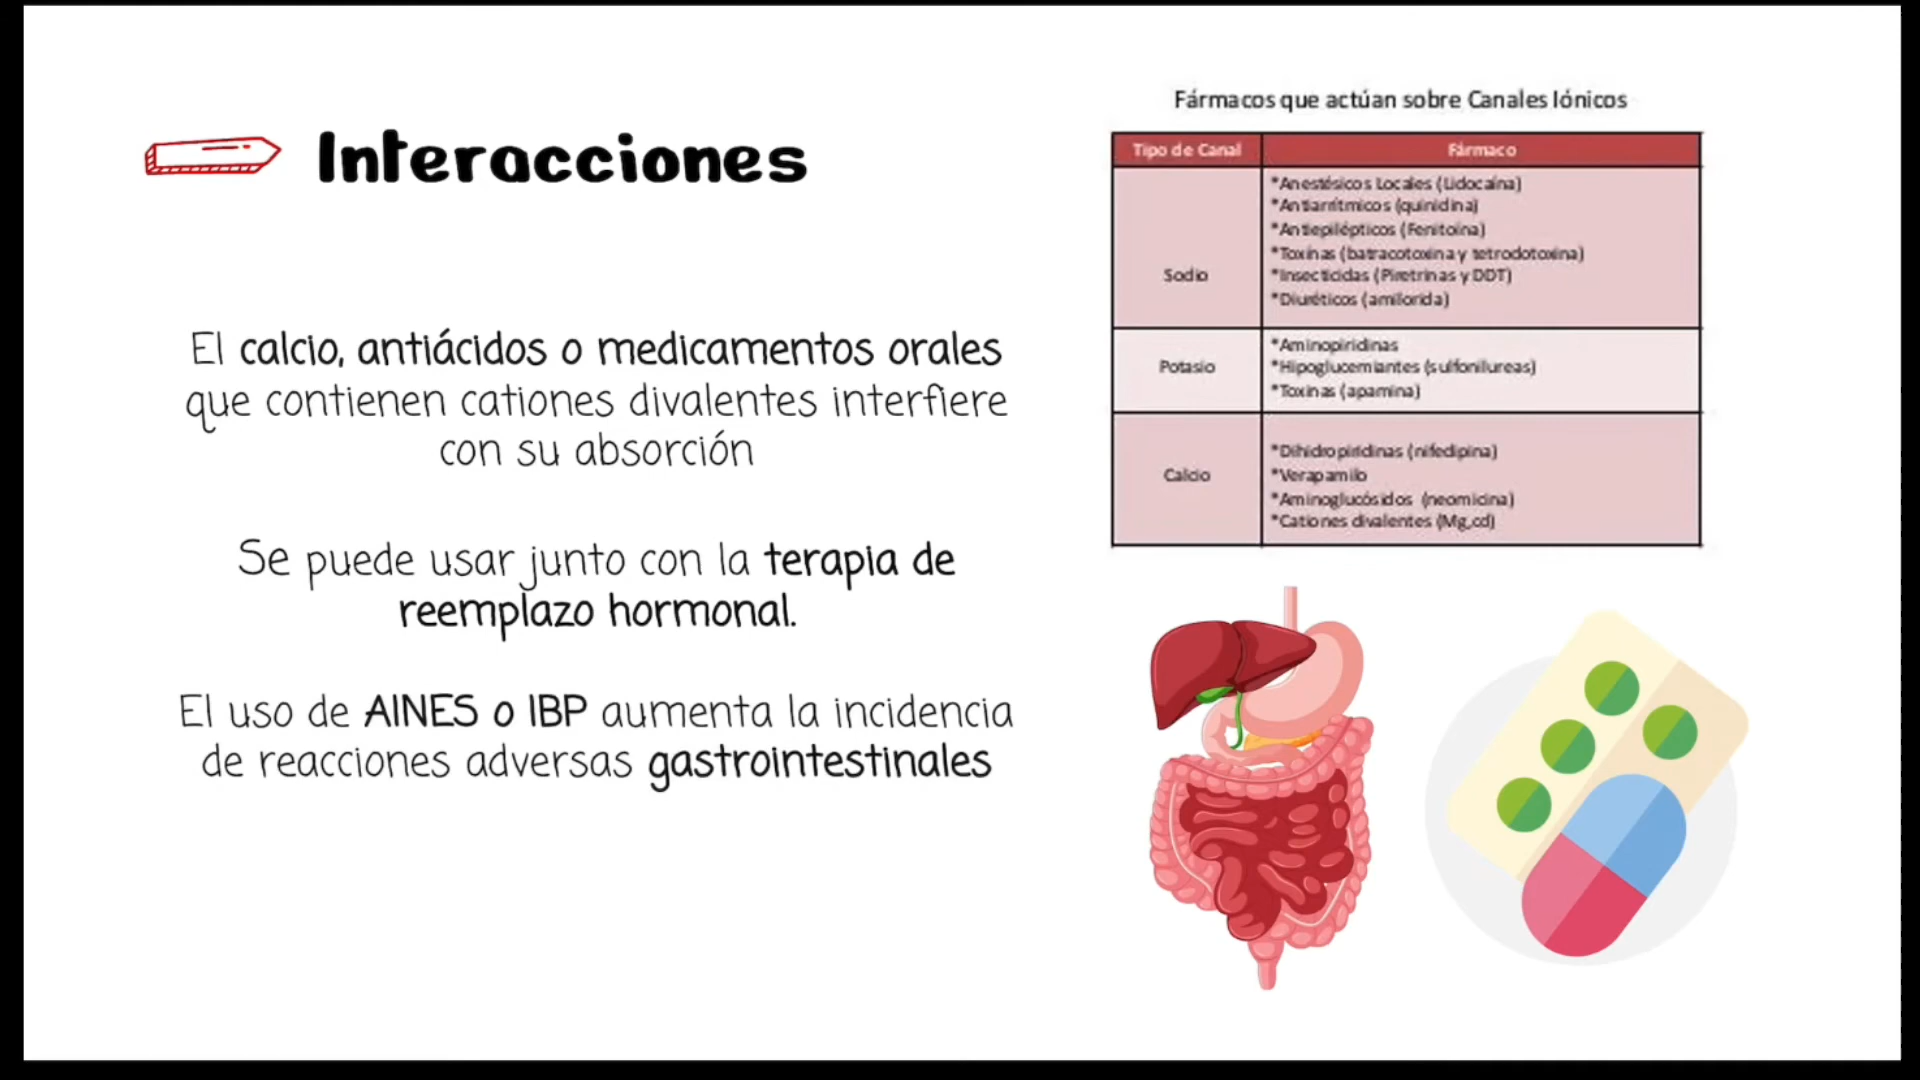 Interacciones
El calcio, antiácidos o medicamentos orales
que contienen cationes divalentes interfiere
con su absorción
Se puede usar junto con la terapia de
reemplazo hormonal.
El uso de AINES o IBP aumenta la incidencia
de reacciones adversas gastrointestinales
Fármacos que actúan sobre Canales Iónicos
Tipo de Canal
Fármaco
Sodio
*Anestésicos Locales (Lidocaína)
*Antiarrítmicos (quinidina)
*Antiepilépticos (Fenitoína)
*Toxinas (batracotoxina y tetrodotoxina)
*Insecticidas (Piretrinas y DDT)
*Diuréticos (amilorida)
Potasio
*Aminopiridinas
*Hipoglucemiantes (sulfonilureas)
*Toxinas (apamina)
Calcio
*Dihidropiridinas (nifedipina)
*Verapamilo
*Aminoglucósidos (neomicina)
*Cationes divalentes (Mg,cd)